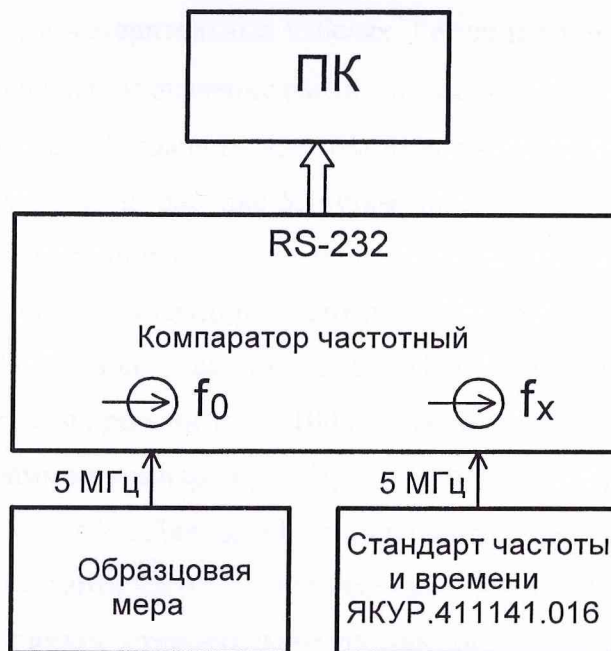 ПК
RS-232
Компаратор частотный
f0
fx
5 МГц
5 МГц
Образцовая
мера
Стандарт частоты
и времени
ЯКУР.411141.016